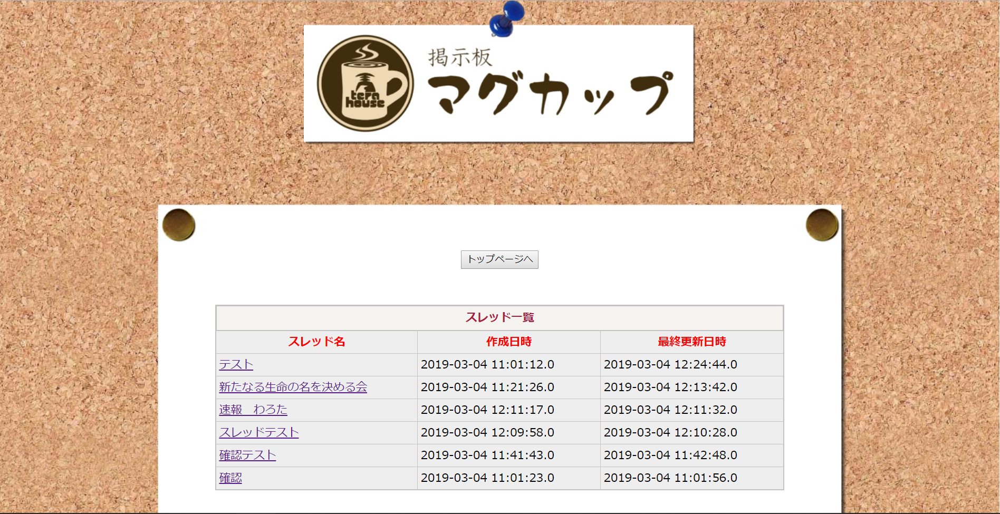 掲示板
マグカップ
tera
house
トップページへ
スレッド一覧
スレッド名 作成日時 最終更新日時
テスト 2019-03-04 11:01:12.0 2019-03-04 12:24:44.0
新たなる生命の名を決める会 2019-03-04 11:21:26.0 2019-03-04 12:13:42.0
速報　わろた 2019-03-04 12:11:17.0 2019-03-04 12:11:32.0
スレッドテスト 2019-03-04 12:09:58.0 2019-03-04 12:10:28.0
確認テスト 2019-03-04 11:41:43.0 2019-03-04 11:42:48.0
確認 2019-03-04 11:01:23.0 2019-03-04 11:01:56.0